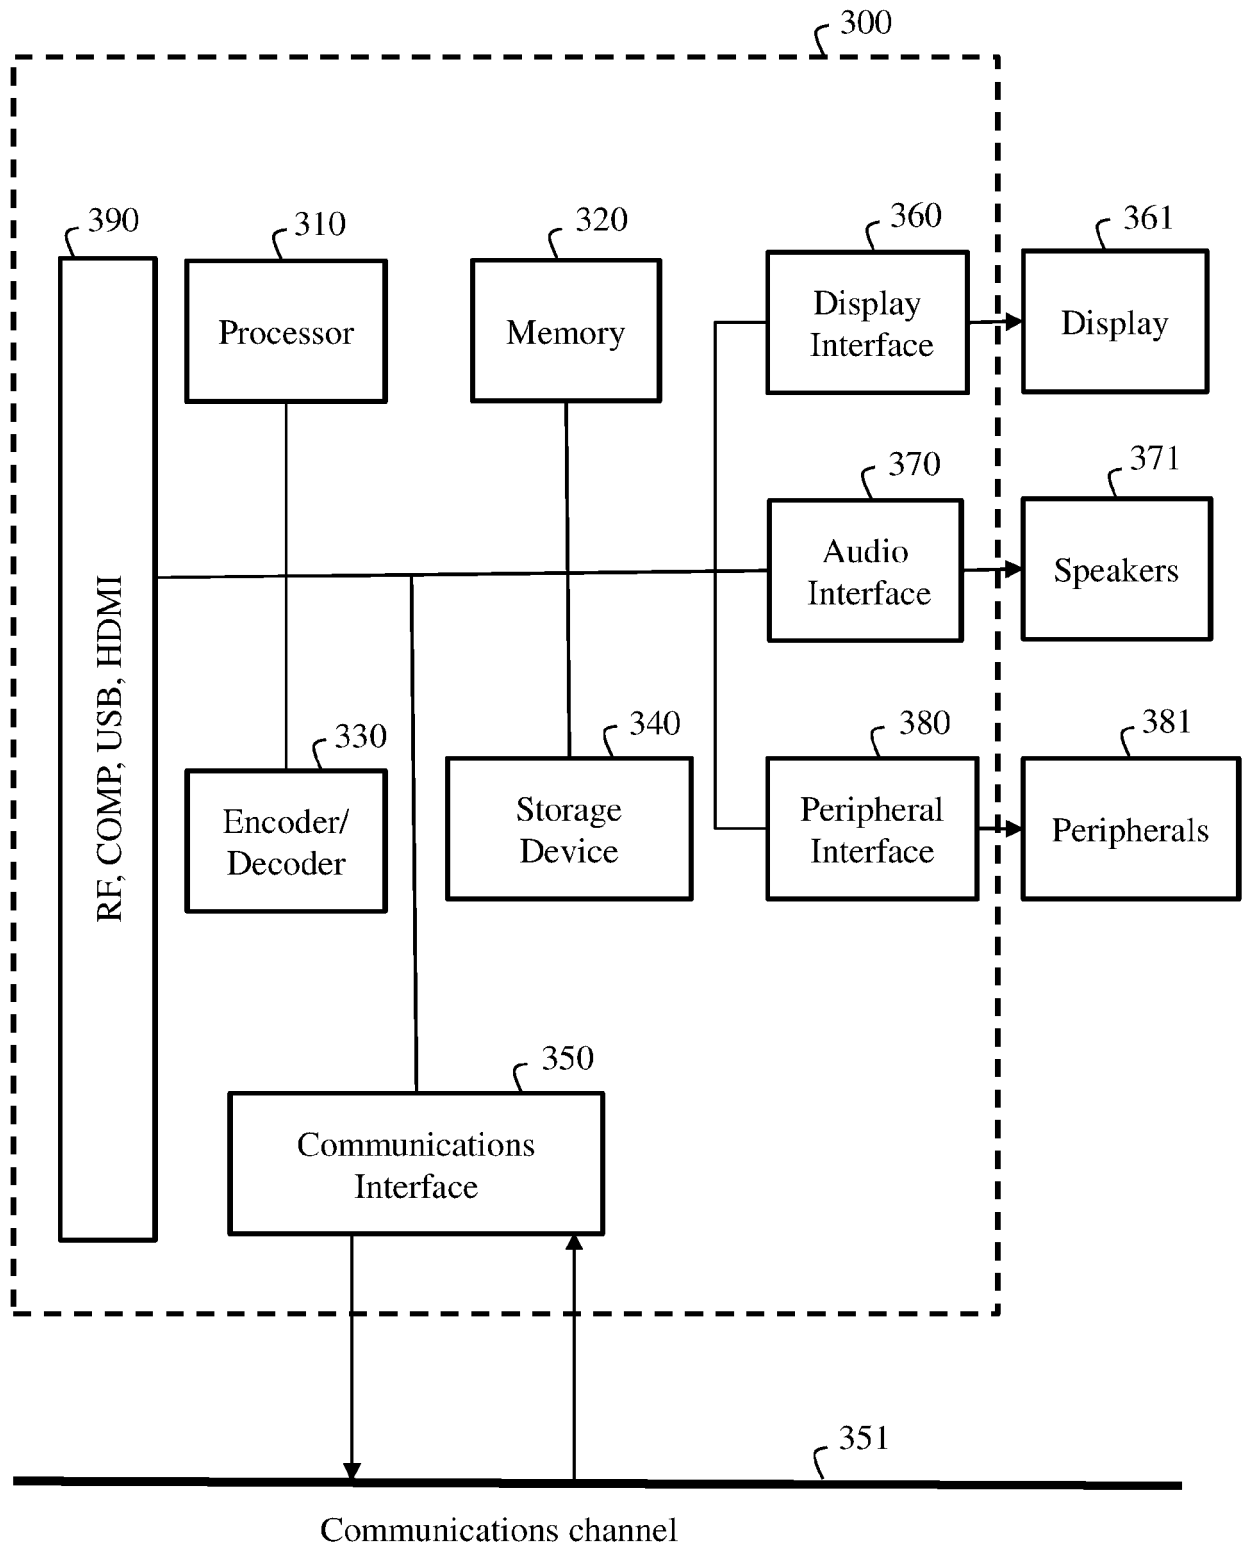 300
390
310
320
360
361
Processor
Memory
Display
Interface
Display
370
371
Audio
Interface
Speakers
RF, COMP, USB, HDMI
330
340
380
381
Encoder/
Decoder
Storage
Device
Peripheral
Interface
Peripherals
350
Communications
Interface
351
Communications channel